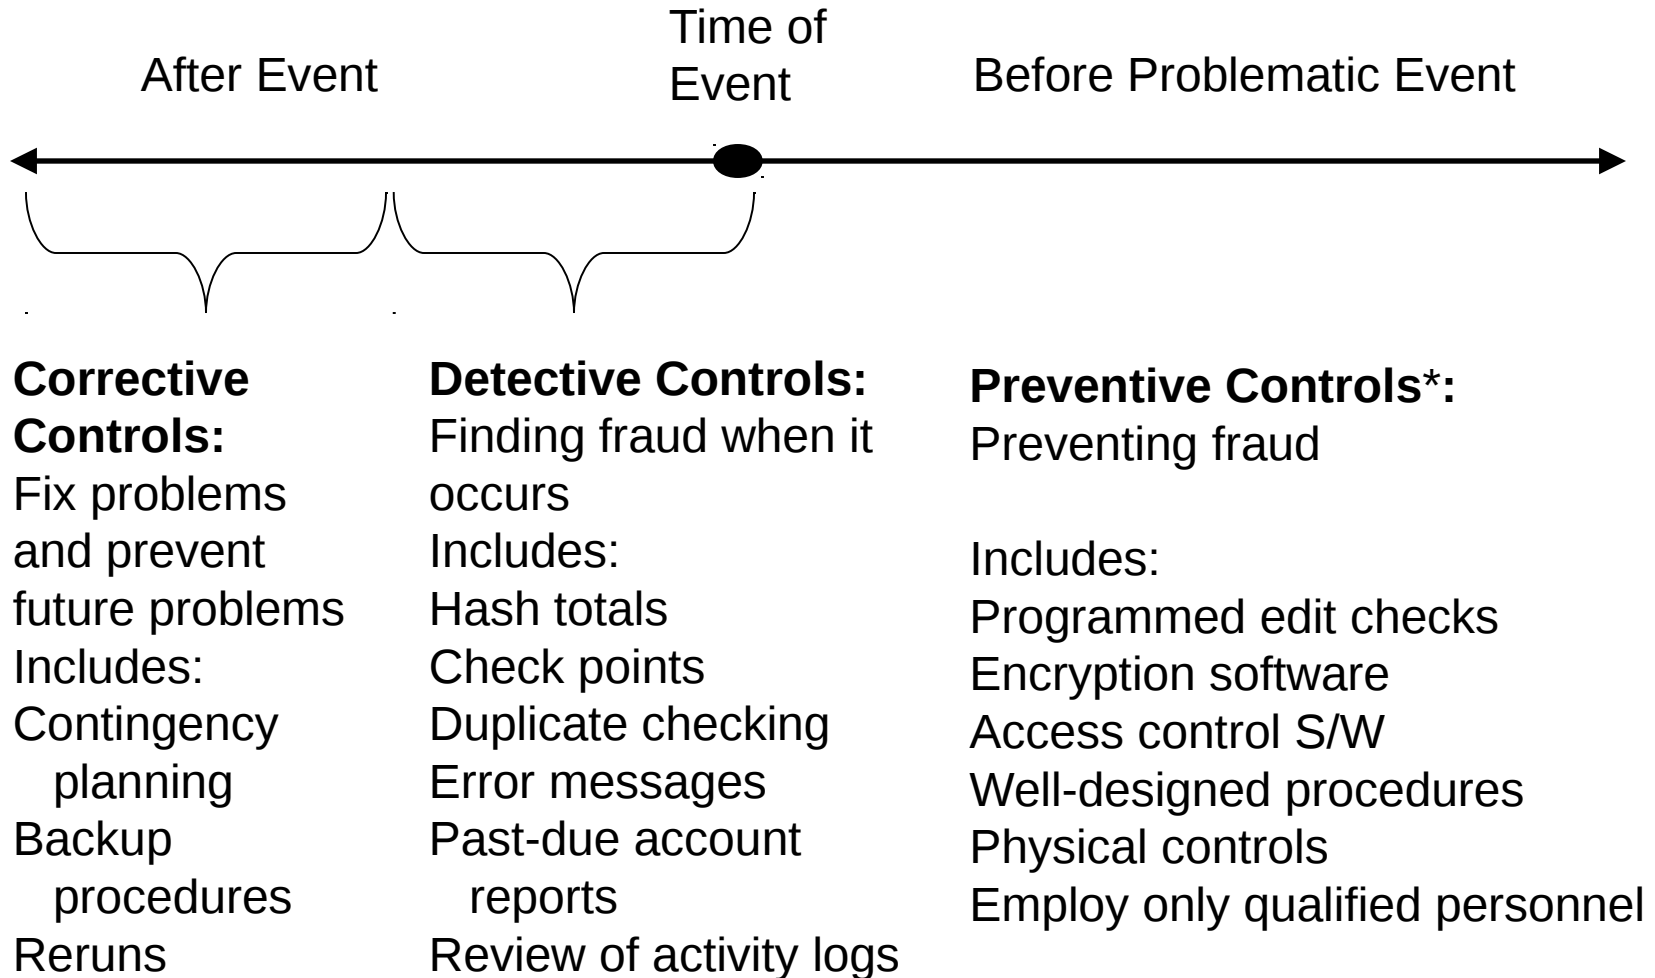 Time of
Event
After Event
Before Problematic Event
Corrective
Controls:
Fix problems
and prevent
future problems
Includes:
Contingency
planning
Backup
procedures
Reruns
Detective Controls:
Finding fraud when it
occurs
Includes:
Hash totals
Check points
Duplicate checking
Error messages
Past-due account
reports
Review of activity logs
Preventive Controls*:
Preventing fraud
Includes:
Programmed edit checks
Encryption software
Access control S/W
Well-designed procedures
Physical controls
Employ only qualified personnel